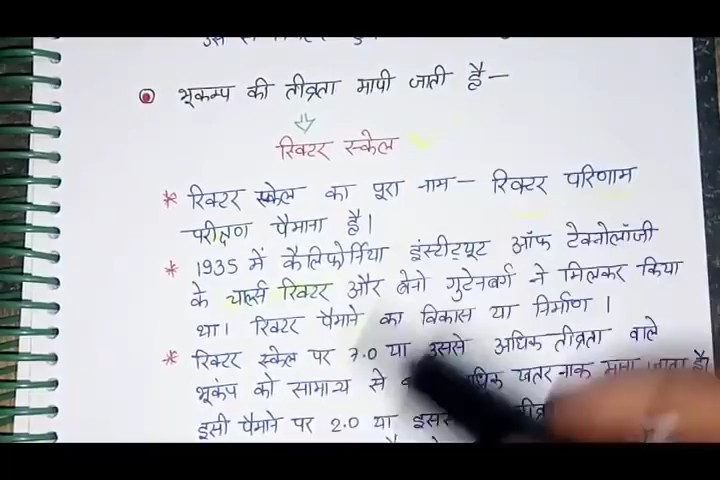 भूकम्प की तीव्रता मापी जाती है—
रिक्टर स्केल
* रिक्टर स्केल का पूरा नाम— रिक्टर परिणाम
परीक्षण पैमाना है।
* 1935 में कैलिफोर्निया इंस्टीट्यूट ऑफ टेक्नोलॉजी
के चार्ल्स रिक्टर और बेनो गुटेनबर्ग ने मिलकर किया
था। रिक्टर पैमाने का विकास या निर्माण।
* रिक्टर स्केल पर 7.0 या उससे अधिक तीव्रता वाले
भूकंप को सामान्य से खतरनाक माना जाता है
इसी पैमाने पर 2.0 या